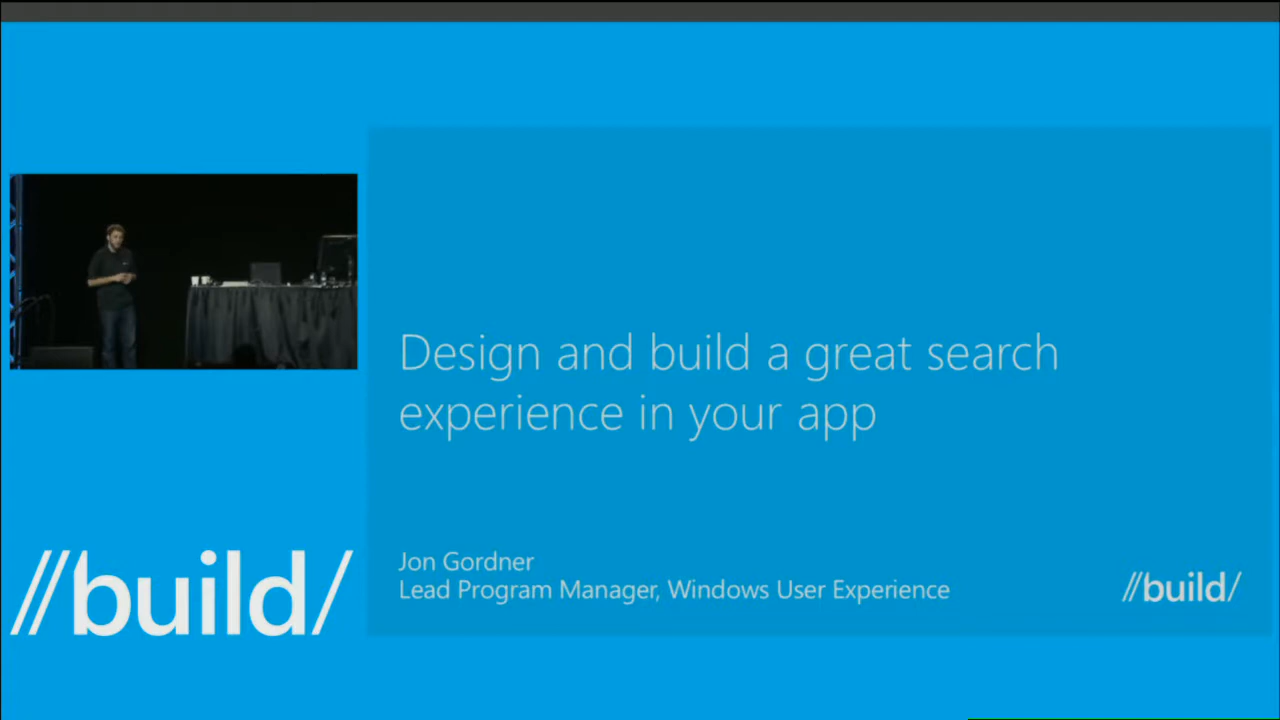 Design and build a great search
experience in your app
Jon Gordner
Lead Program Manager, Windows User Experience
//build/
//build/